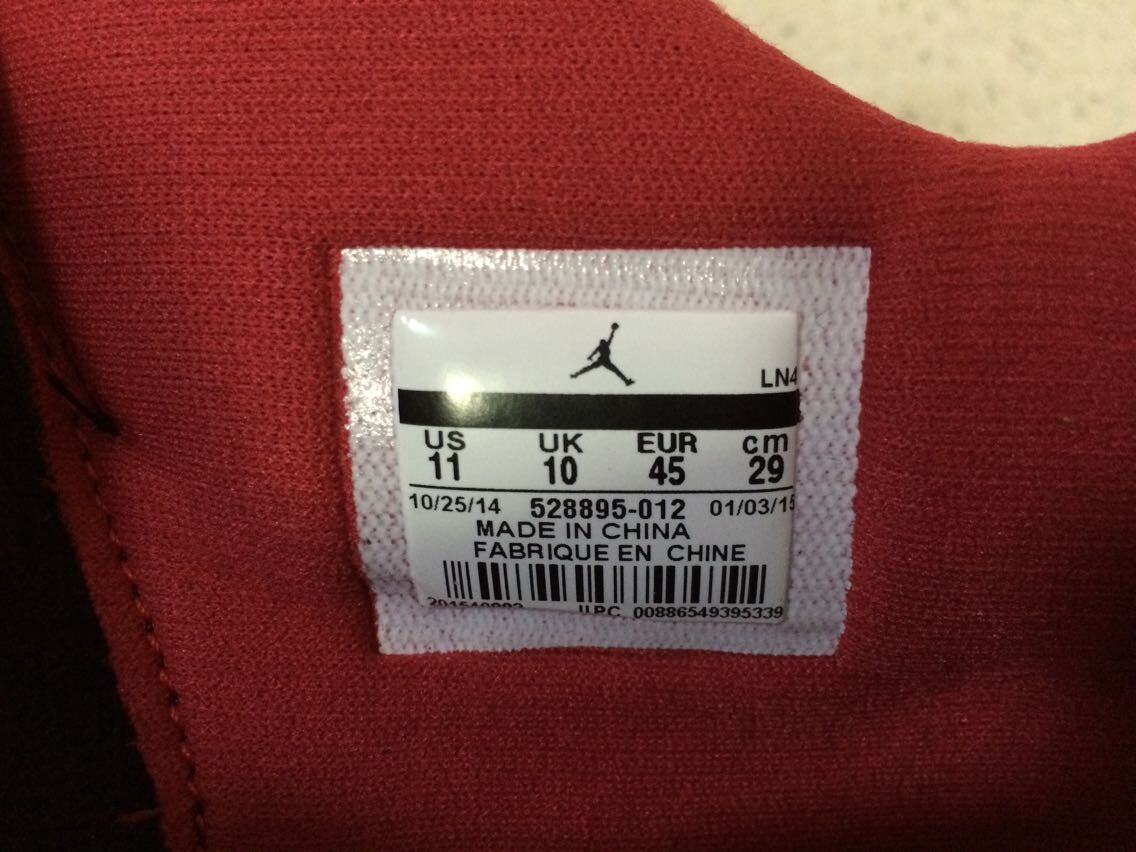 LN4
US UK EUR cm
11 10 45 29
10/25/14 528895-012 01/03/15
MADE IN CHINA
FABRIQUE EN CHINE
UPC 00886549395339